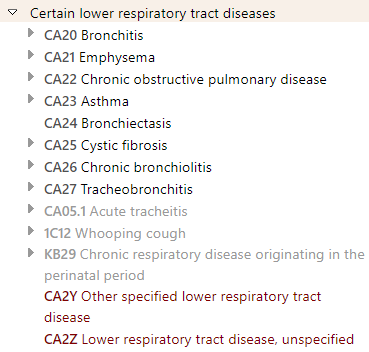 Certain lower respiratory tract diseases
CA20 Bronchitis
CA21 Emphysema
CA22 Chronic obstructive pulmonary disease
CA23 Asthma
CA24 Bronchiectasis
CA25 Cystic fibrosis
CA26 Chronic bronchiolitis
CA27 Tracheobronchitis
CA05.1 Acute tracheitis
1C12 Whooping cough
KB29 Chronic respiratory disease originating in the
perinatal period
CA2Y Other specified lower respiratory tract
disease
CA2Z Lower respiratory tract disease, unspecified